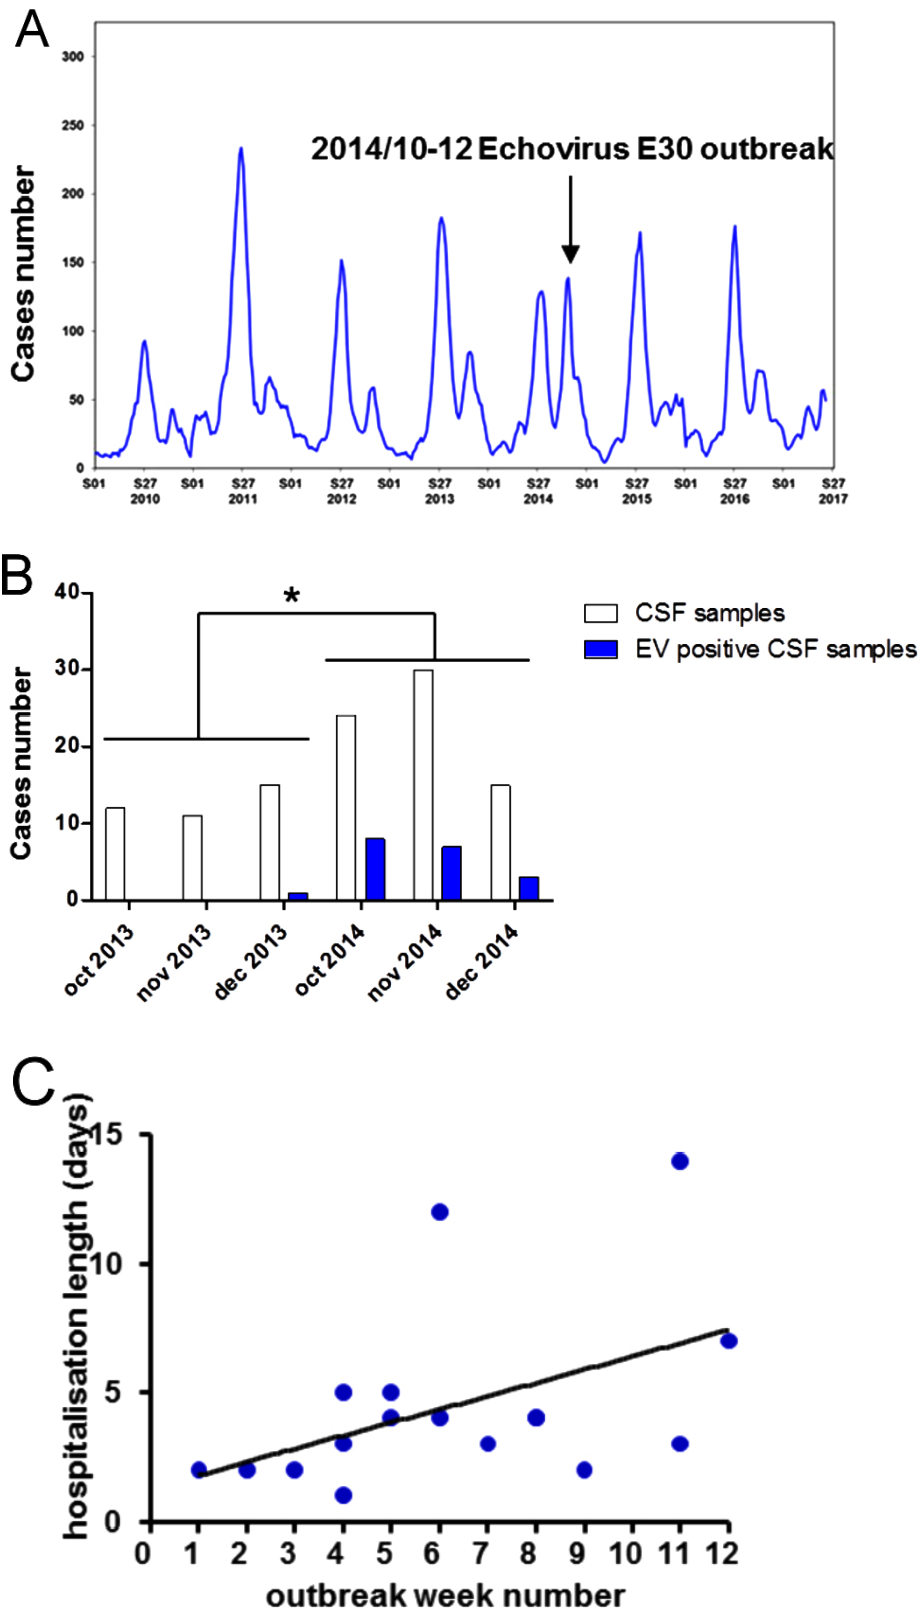 A
300
250
200
150
100
50
0
Cases number
2014/10-12 Echovirus E30 outbreak
S01 S27 S01 S27 S01 S27 S01 S27 S01 S27 S01 S27 S01 S27 S01 S27
2010 2011 2012 2013 2014 2015 2016 2017
B
40
30
20
10
0
Cases number
*
CSF samples
EV positive CSF samples
oct 2013
nov 2013
dec 2013
oct 2014
nov 2014
dec 2014
C
hospitalisation length (days)
15
10
5
0
0 1 2 3 4 5 6 7 8 9 10 11 12
outbreak week number